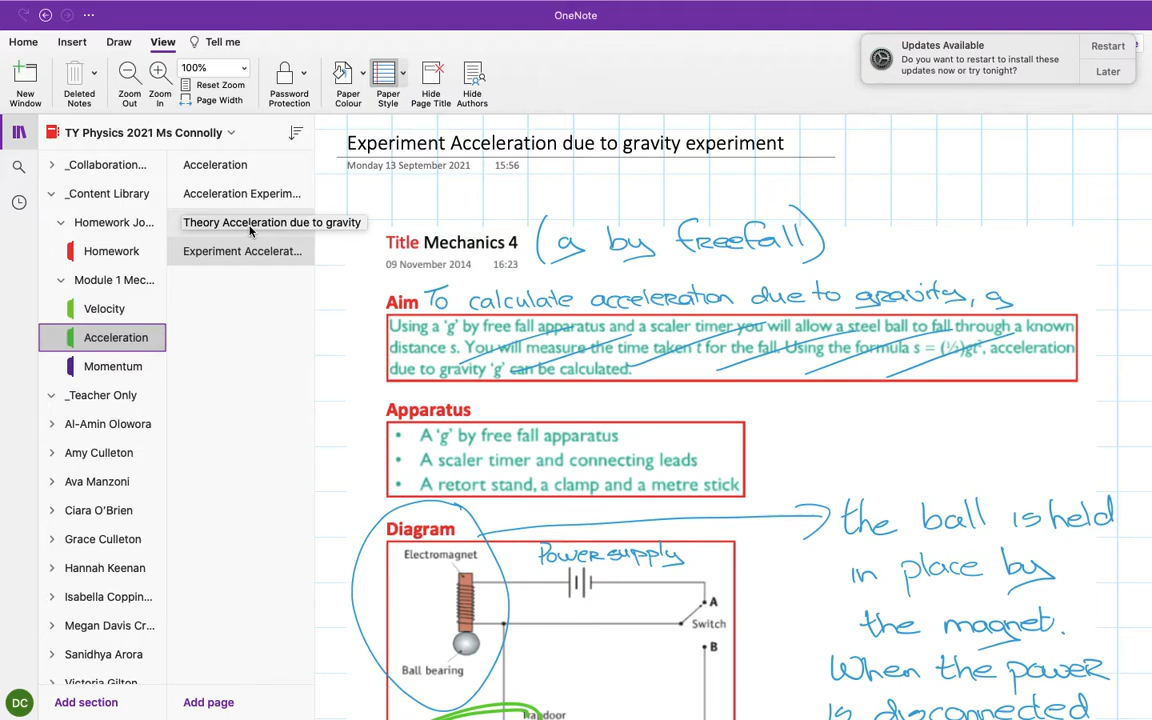 OneNote
Home Insert Draw View Tell me
Updates Available
Do you want to restart to install these
updates now or try tonight?
Restart
Later
New
Window
Deleted
Notes
Zoom
Out
Zoom
In
100%
Reset Zoom
Page Width
Password
Protection
Paper
Colour
Paper
Style
Hide
Page Title
Hide
Authors
TY Physics 2021 Ms Connolly
_Collaboration...
_Content Library
Homework Jo...
Homework
Module 1 Mec...
Velocity
Acceleration
Momentum
_Teacher Only
Al-Amin Olowora
Amy Culleton
Ava Manzoni
Ciara O'Brien
Grace Culleton
Hannah Keenan
Isabella Coppin...
Megan Davis Cr...
Sanidhya Arora
Victoria Gilton
DC
Add section
Acceleration
Acceleration Experim...
Theory Acceleration due to gravity
Experiment Accelerat...
Add page
Experiment Acceleration due to gravity experiment
Monday 13 September 2021 15:56
Title Mechanics 4 (g by freefall)
09 November 2014 16:23
Aim To calculate acceleration due to gravity, g
Using a 'g' by free fall apparatus and a scaler timer you will allow a steel ball to fall through a known
distance s. You will measure the time taken t for the fall. Using the formula s = (½)gt², acceleration
due to gravity 'g' can be calculated.
Apparatus
• A 'g' by free fall apparatus
• A scaler timer and connecting leads
• A retort stand, a clamp and a metre stick
Diagram
Electromagnet
Power supply
A
Switch
B
Ball bearing
Trapdoor
the ball is held
in place by
the magnet.
When the power
is disconnected